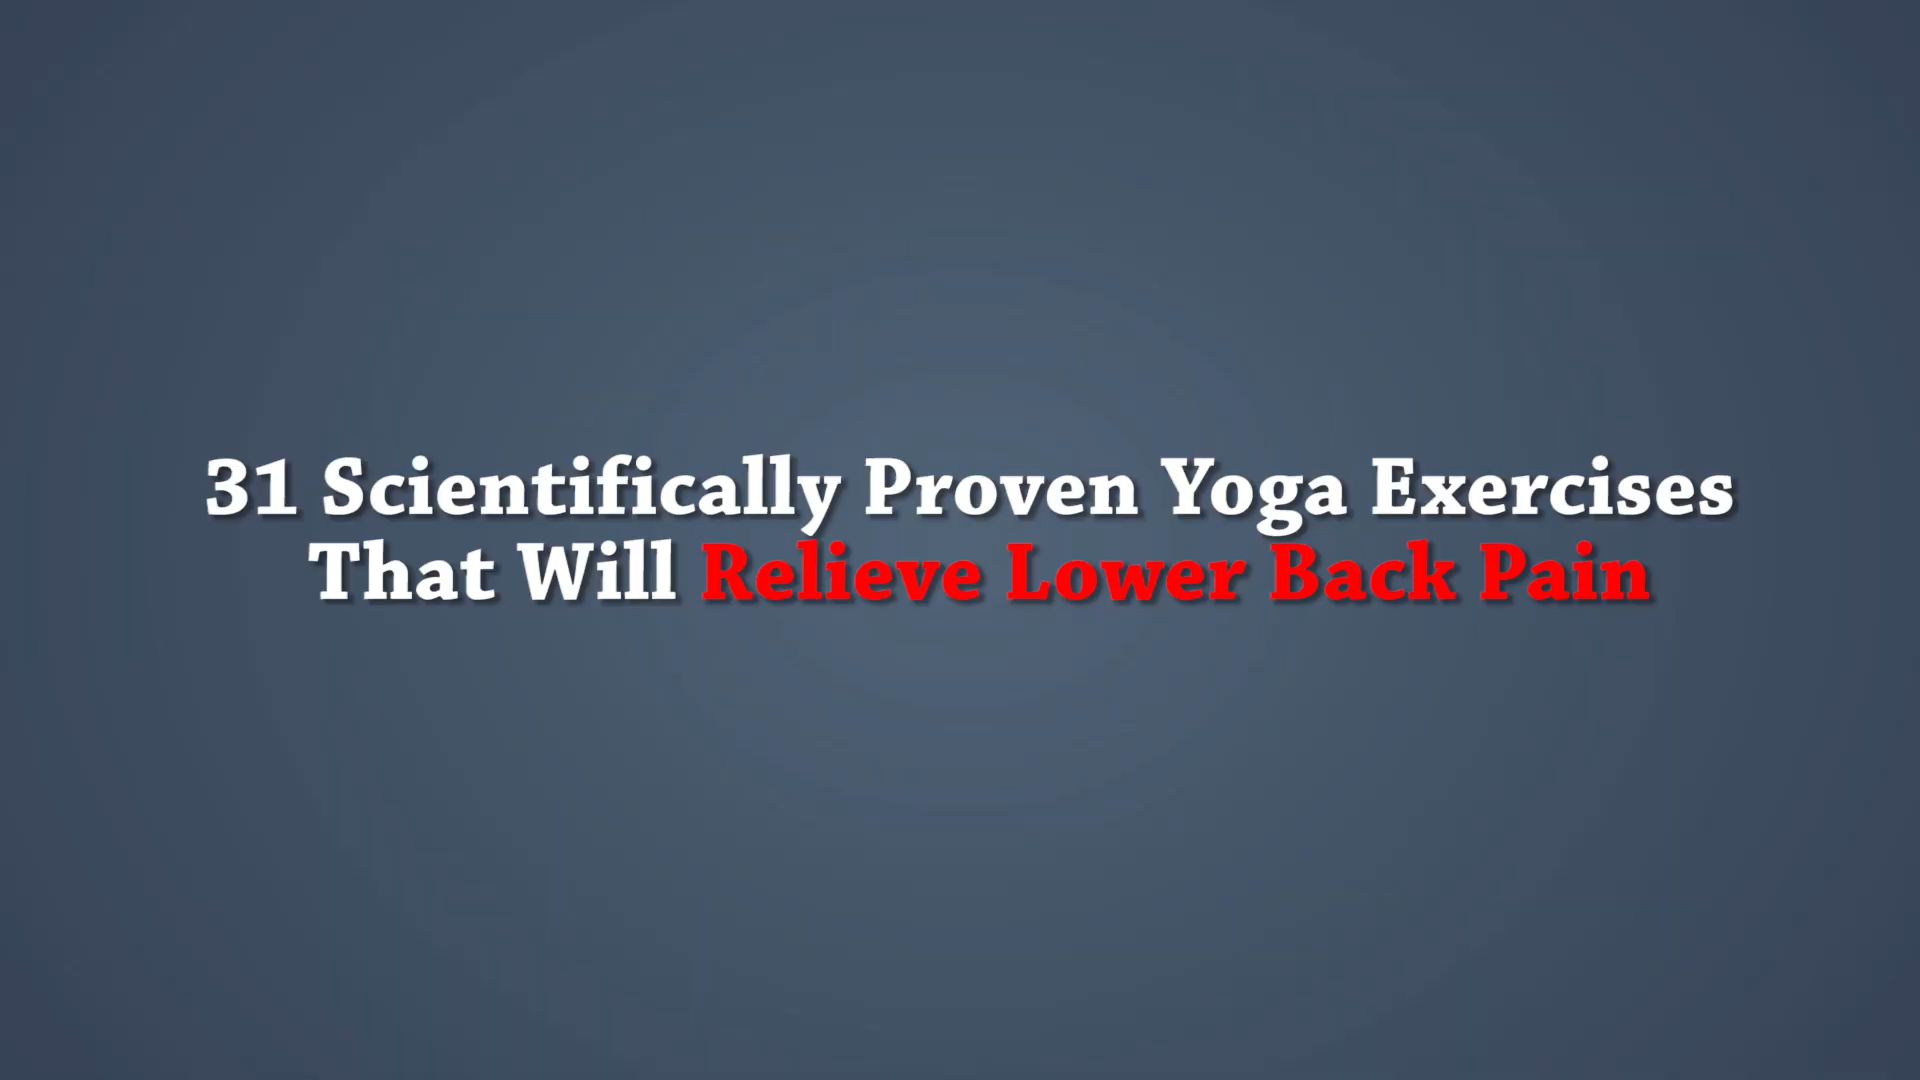 31 Scientifically Proven Yoga Exercises
That Will Relieve Lower Back Pain